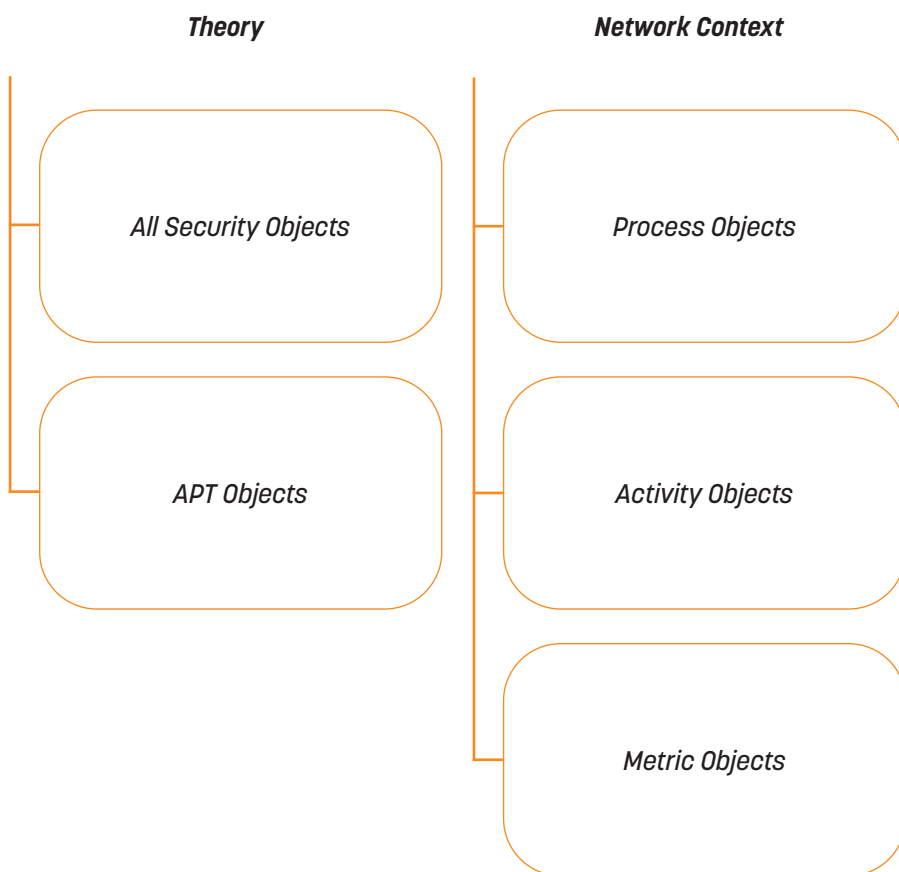 Theory
All Security Objects
APT Objects
Network Context
Process Objects
Activity Objects
Metric Objects